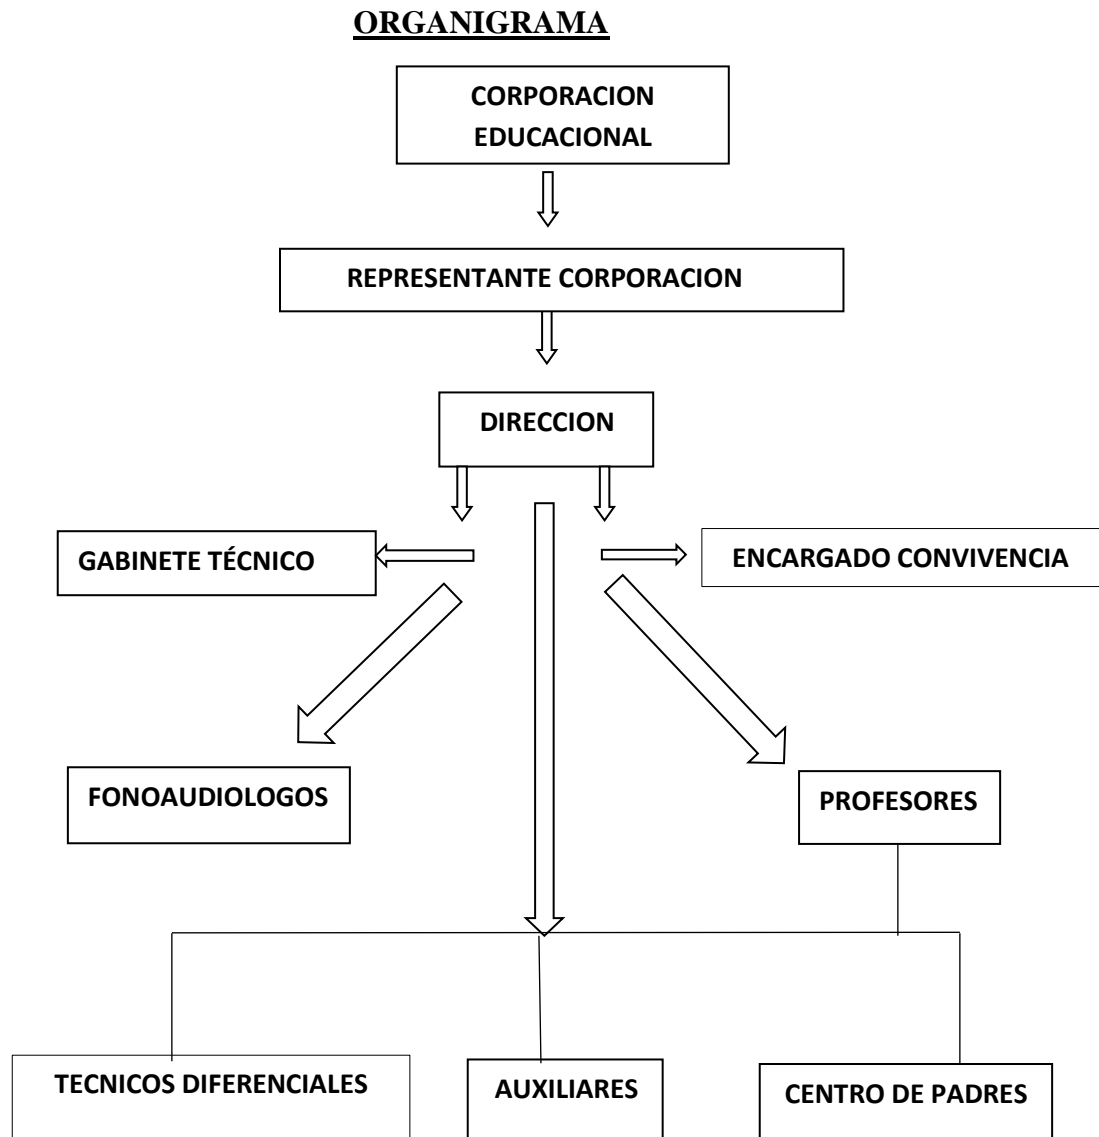 ORGANIGRAMA
CORPORACION
EDUCACIONAL
REPRESENTANTE CORPORACION
DIRECCION
GABINETE TÉCNICO
ENCARGADO CONVIVENCIA
FONOAUDIOLOGOS
PROFESORES
TECNICOS DIFERENCIALES
AUXILIARES
CENTRO DE PADRES